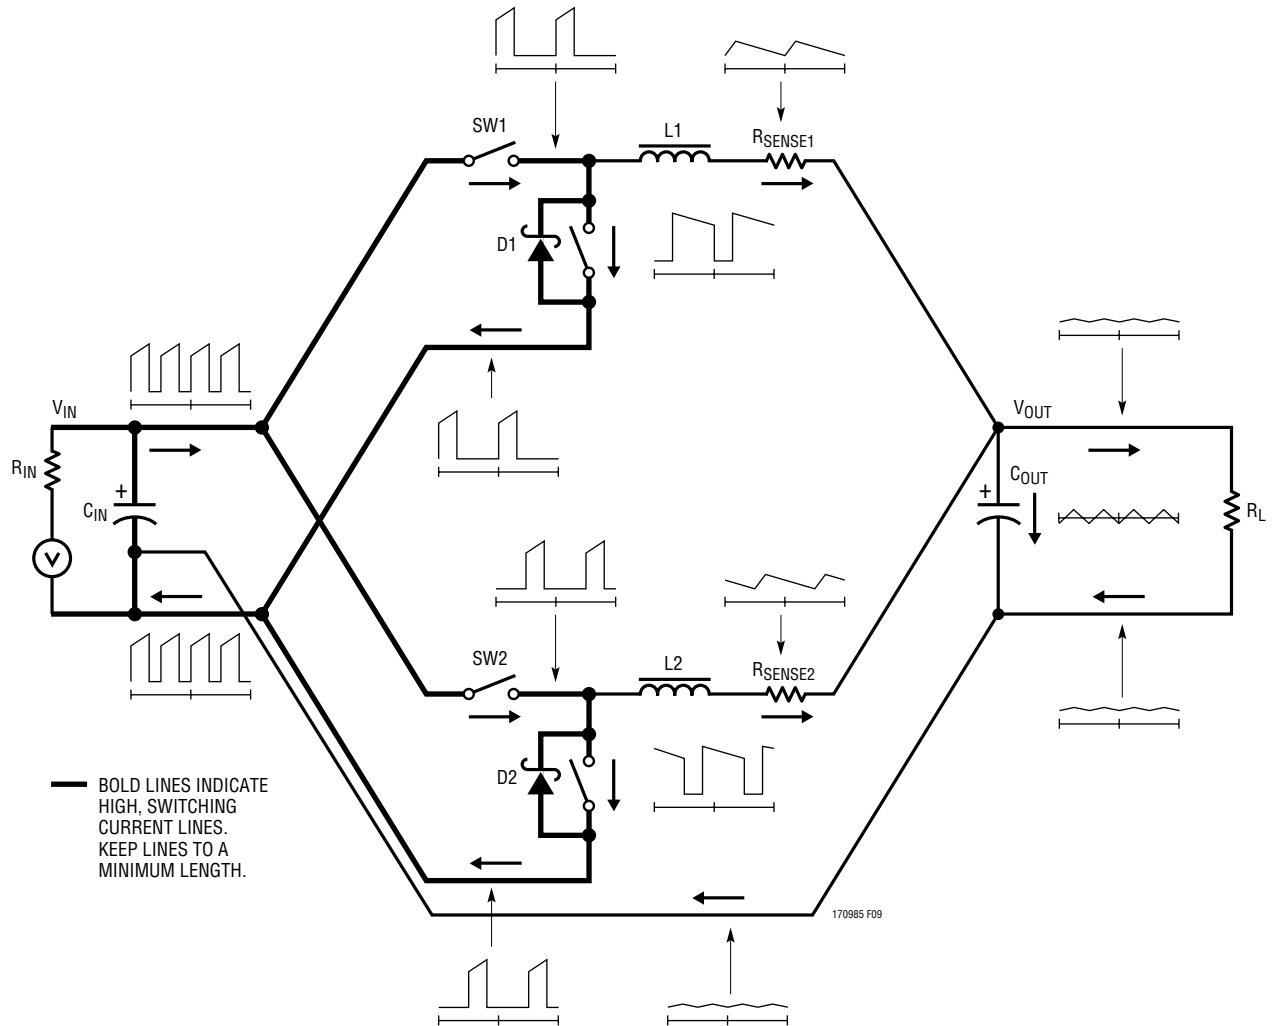 SW1
L1
RSENSE1
D1
VIN
RIN
+
CIN
V
VOUT
+
COUT
RL
SW2
L2
RSENSE2
D2
BOLD LINES INDICATE
HIGH, SWITCHING
CURRENT LINES.
KEEP LINES TO A
MINIMUM LENGTH.
170985 F09